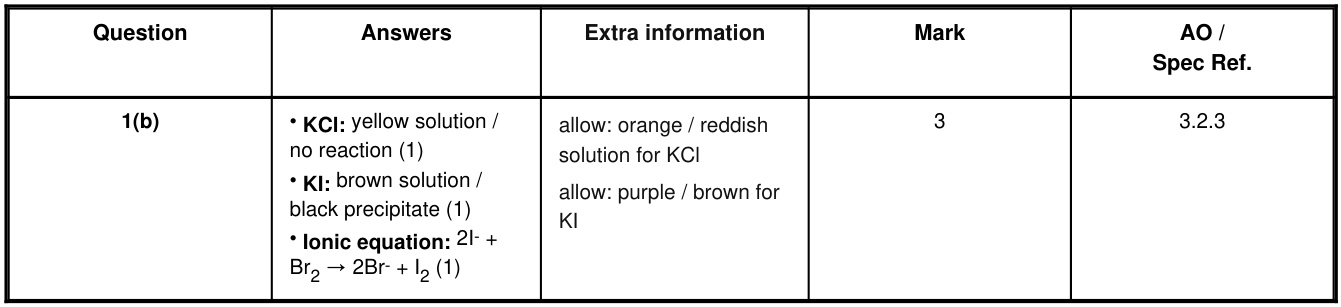 Question Answers Extra information Mark AO /
Spec Ref.
1(b)
• KCl: yellow solution /
no reaction (1)
• KI: brown solution /
black precipitate (1)
• Ionic equation: 2I- +
Br2 → 2Br- + I2 (1)
allow: orange / reddish
solution for KCl
allow: purple / brown for
KI
3
3.2.3